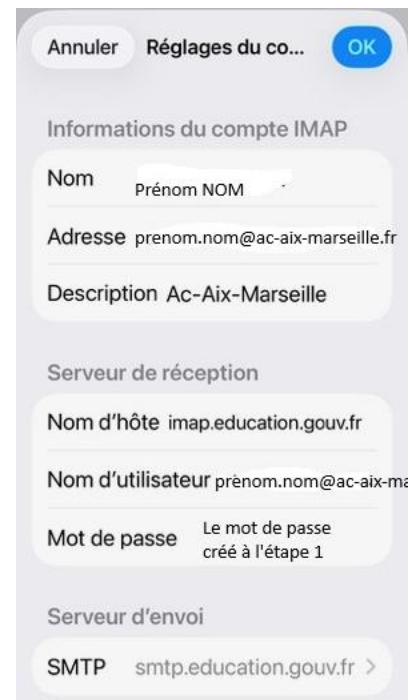 Annuler Réglages du co... OK
Informations du compte IMAP
Nom Prénom NOM
Adresse prenom.nom@ac-aix-marseille.fr
Description Ac-Aix-Marseille
Serveur de réception
Nom d'hôte imap.education.gouv.fr
Nom d'utilisateur prenom.nom@ac-aix-ma
Mot de passe Le mot de passe
créé à l'étape 1
Serveur d'envoi
SMTP smtp.education.gouv.fr >